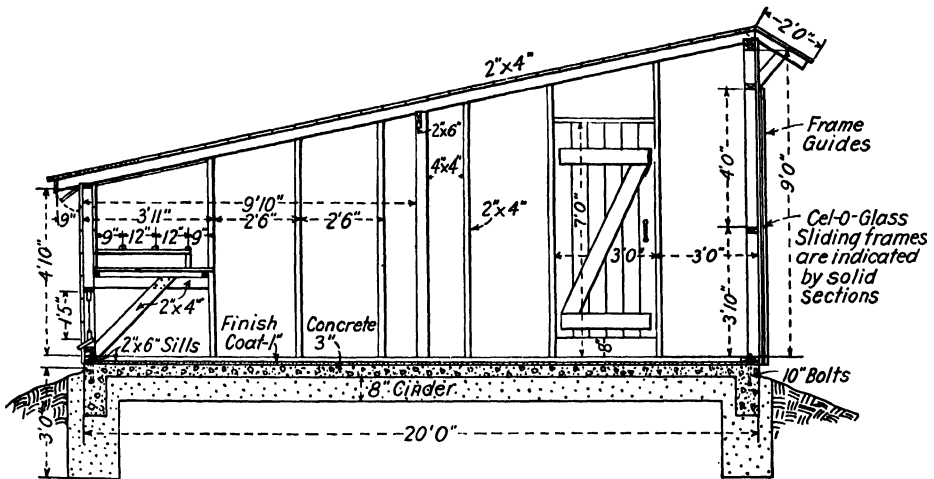 2'0"
2"x4"
Frame
Guides
2"x6"
4"x4"
4'0"
9'0"
9"
9'10"
3'11"
2'6"
2'6"
2"x4"
7'0"
9"
12"
12"
9"
Cel-O-Glass
Sliding frames
are indicated
by solid
sections
4'10"
3'0"
3'0"
2"x4"
15"
3'10"
Finish
Coat-1"
Concrete
3"
2"x6" Sills
8"
10" Bolts
8" Cinder
3'0"
20'0"